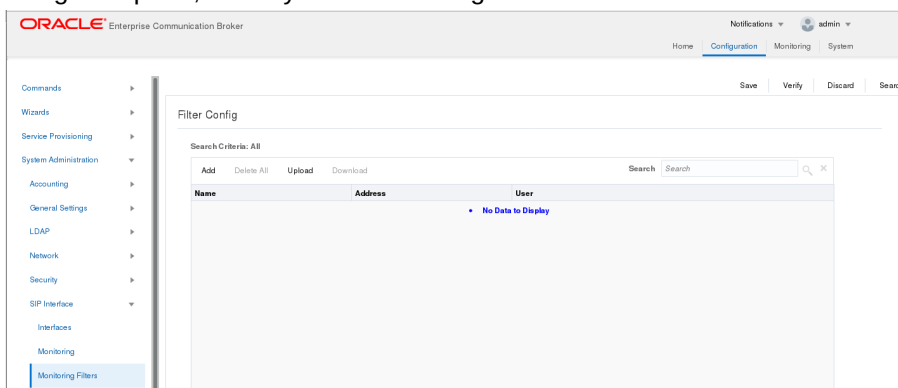 ORACLE Enterprise Communication Broker
Notifications
admin
Home Configuration Monitoring System
Save Verify Discard
Commands
Wizards
Service Provisioning
System Administration
Accounting
General Settings
LDAP
Network
Security
SIP Interface
Interfaces
Monitoring
Monitoring Filters
Filter Config
Search Criteria: All
Add Delete All Upload Download
Search Search
Name Address User
• No Data to Display